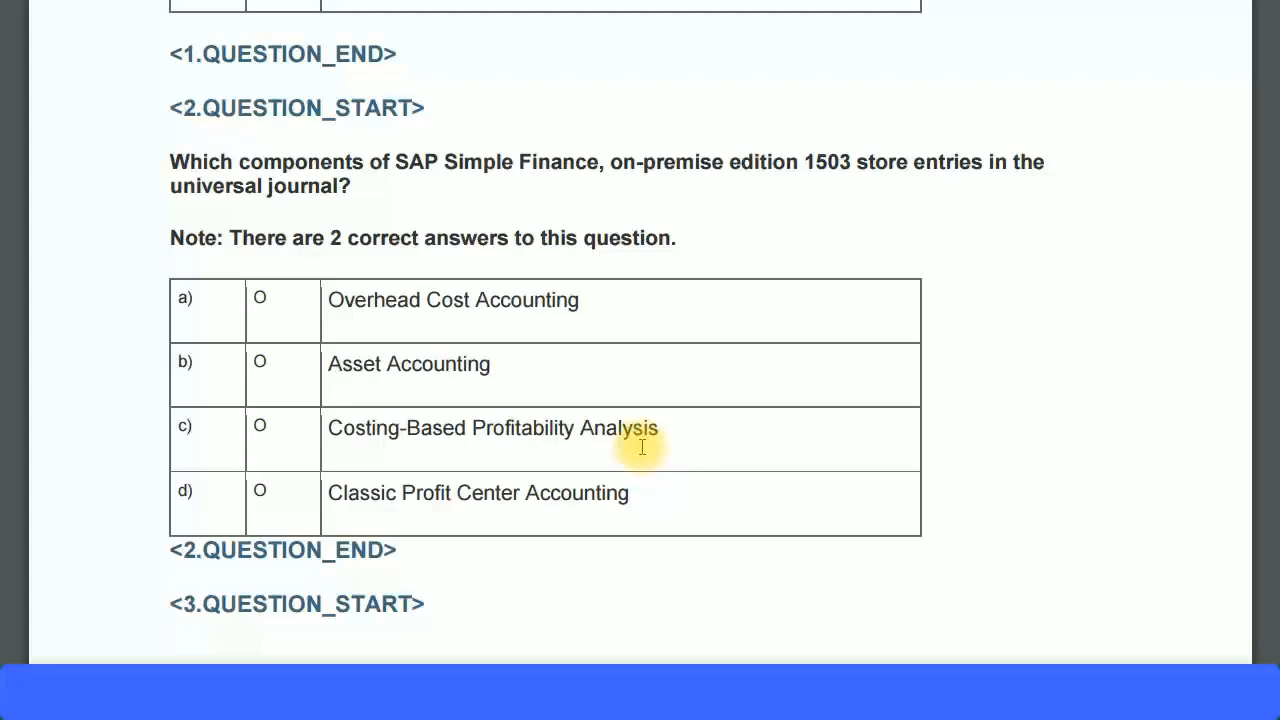 <1.QUESTION_END>
<2.QUESTION_START>
Which components of SAP Simple Finance, on-premise edition 1503 store entries in the
universal journal?
Note: There are 2 correct answers to this question.
a) O Overhead Cost Accounting
b) O Asset Accounting
c) O Costing-Based Profitability Analysis
d) O Classic Profit Center Accounting
<2.QUESTION_END>
<3.QUESTION_START>